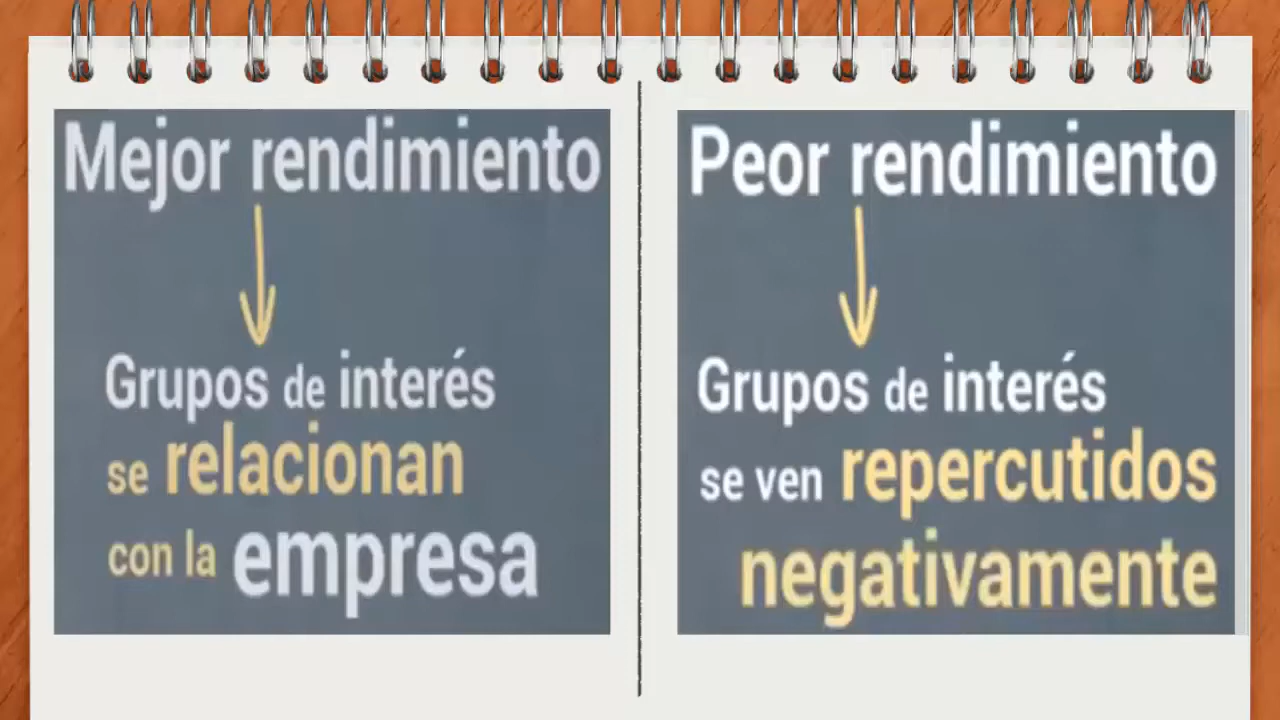 Mejor rendimiento
Grupos de interés
se relacionan
con la empresa
Peor rendimiento
Grupos de interés
se ven repercutidos
negativamente